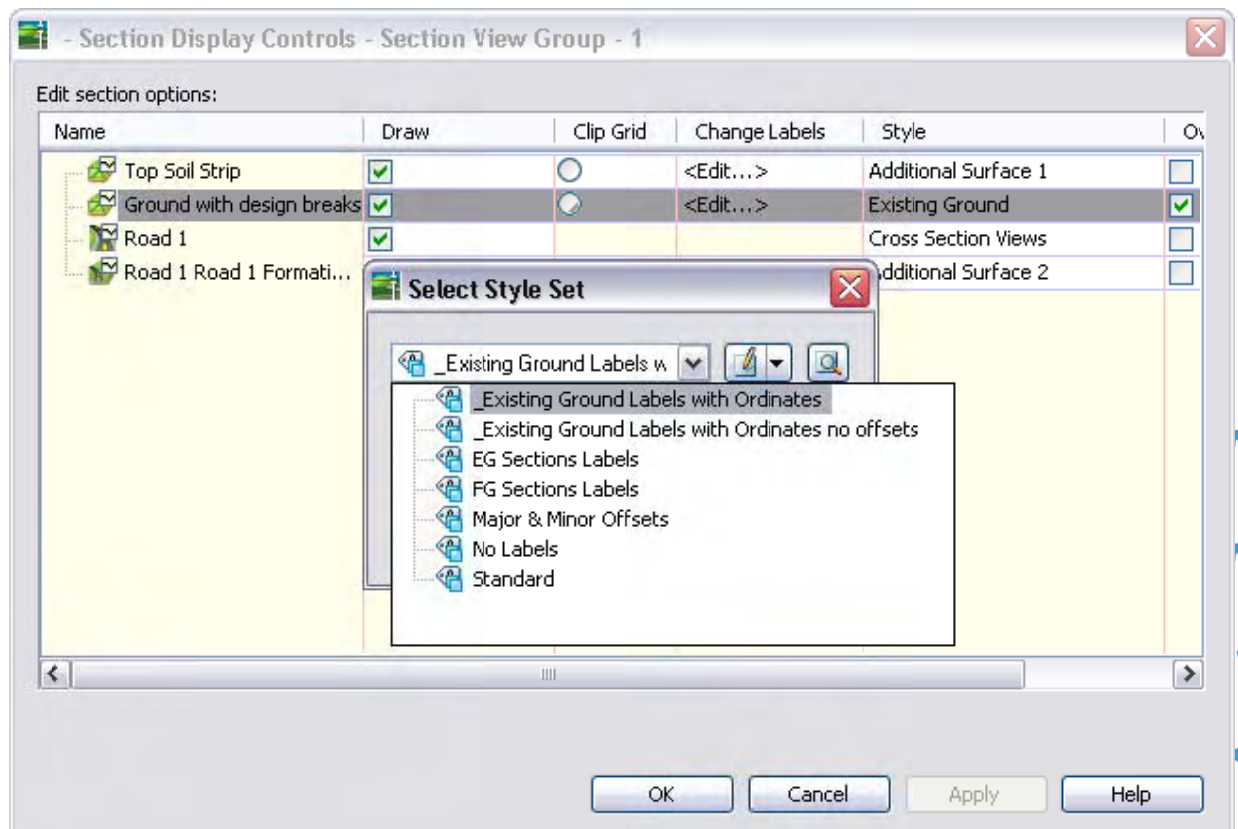 - Section Display Controls - Section View Group - 1
Edit section options:
Name Draw Clip Grid Change Labels Style
Top Soil Strip <Edit...> Additional Surface 1
Ground with design breaks <Edit...> Existing Ground
Road 1 Cross Section Views
Road 1 Road 1 Formati... Additional Surface 2
Select Style Set
_Existing Ground Labels
_Existing Ground Labels with Ordinates
_Existing Ground Labels with Ordinates no offsets
EG Sections Labels
FG Sections Labels
Major & Minor Offsets
No Labels
Standard
OK Cancel Apply Help